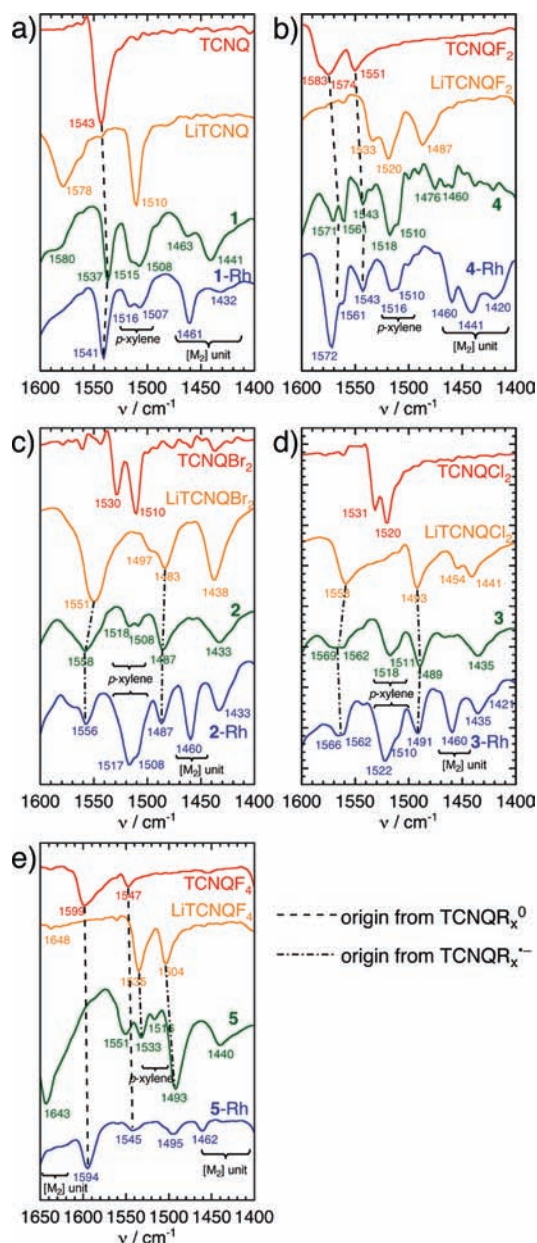 a)
TCNQ
1543
LiTCNQ
1578
1510
1
1580
1537
1515
1508
1463
1441
1-Rh
1541
1516
1507
p-xylene
1461
1432
[M2] unit
1600 1550 1500 1450 1400
ν / cm-1
b)
TCNQF2
1583
1574
1551
LiTCNQF2
1533
1520
1487
4
1571
1561
1543
1518
1510
1476
1460
4-Rh
1572
1561
1543
1516
1510
p-xylene
1460
1441
1420
[M2] unit
1600 1550 1500 1450 1400
ν / cm-1
c)
TCNQBr2
1530
1510
LiTCNQBr2
1551
1497
1483
1438
2
1558
1518
1508
1487
1433
p-xylene
2-Rh
1556
1517
1508
1487
1460
1433
[M2] unit
1600 1550 1500 1450 1400
ν / cm-1
d)
TCNQCl2
1531
1520
LiTCNQCl2
1558
1493
1454
1441
3
1569
1562
1518
1511
1489
1435
p-xylene
3-Rh
1566
1562
1522
1510
1491
1460
1435
1421
[M2] unit
1600 1550 1500 1450 1400
ν / cm-1
e)
TCNQF4
1599
1547
LiTCNQF4
1648
1535
1504
5
1643
1551
1533
1516
p-xylene
1493
1440
5-Rh
1594
1545
1495
1462
[M2] unit
[M2] unit
1650 1600 1550 1500 1450 1400
ν / cm-1
origin from TCNQRx0
origin from TCNQRx•−